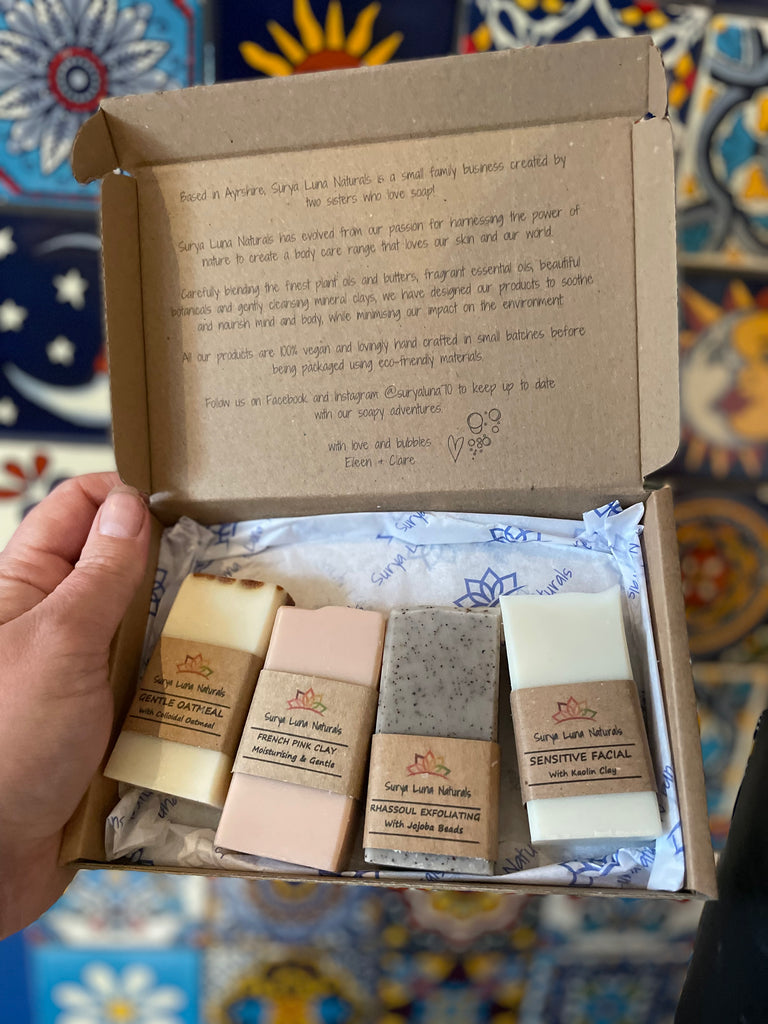 Based in Ayrshire, Surya Luna Naturals is a small family business created by
two sisters who love soap!
Surya Luna Naturals has evolved from our passion for harnessing the power of
nature to create a body care range that loves our skin and our world.
Carefully blending the finest plant oils and butters, fragrant essential oils, beautiful
botanicals and gently cleansing mineral clays, we have designed our products to soothe
and nourish mind and body, while minimising our impact on the environment
All our products are 100% vegan and lovingly hand crafted in small batches before
being packaged using eco-friendly materials.
Follow us on Facebook and Instagram @suryaluna70 to keep up to date
with our soapy adventures.
with love and bubbles
Eileen + Claire
Surya Luna Naturals
GENTLE OATMEAL
With Colloidal Oatmeal
Surya Luna Naturals
FRENCH PINK CLAY
Moisturising & Gentle
Surya Luna Naturals
RHASSOUL EXFOLIATING
With Jojoba Beads
Surya Luna Naturals
SENSITIVE FACIAL
With Kaolin Clay